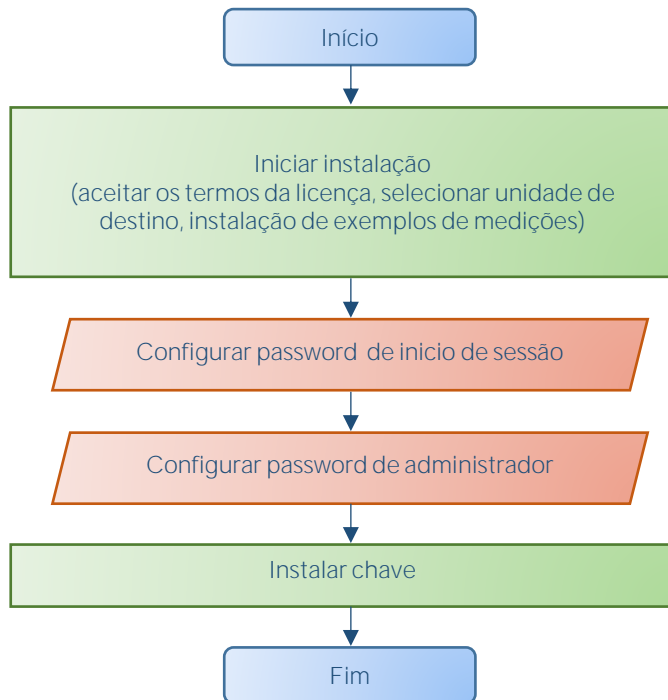 Início
Iniciar instalação
(aceitar os termos da licença, selecionar unidade de
destino, instalação de exemplos de medições)
Configurar password de inicio de sessão
Configurar password de administrador
Instalar chave
Fim